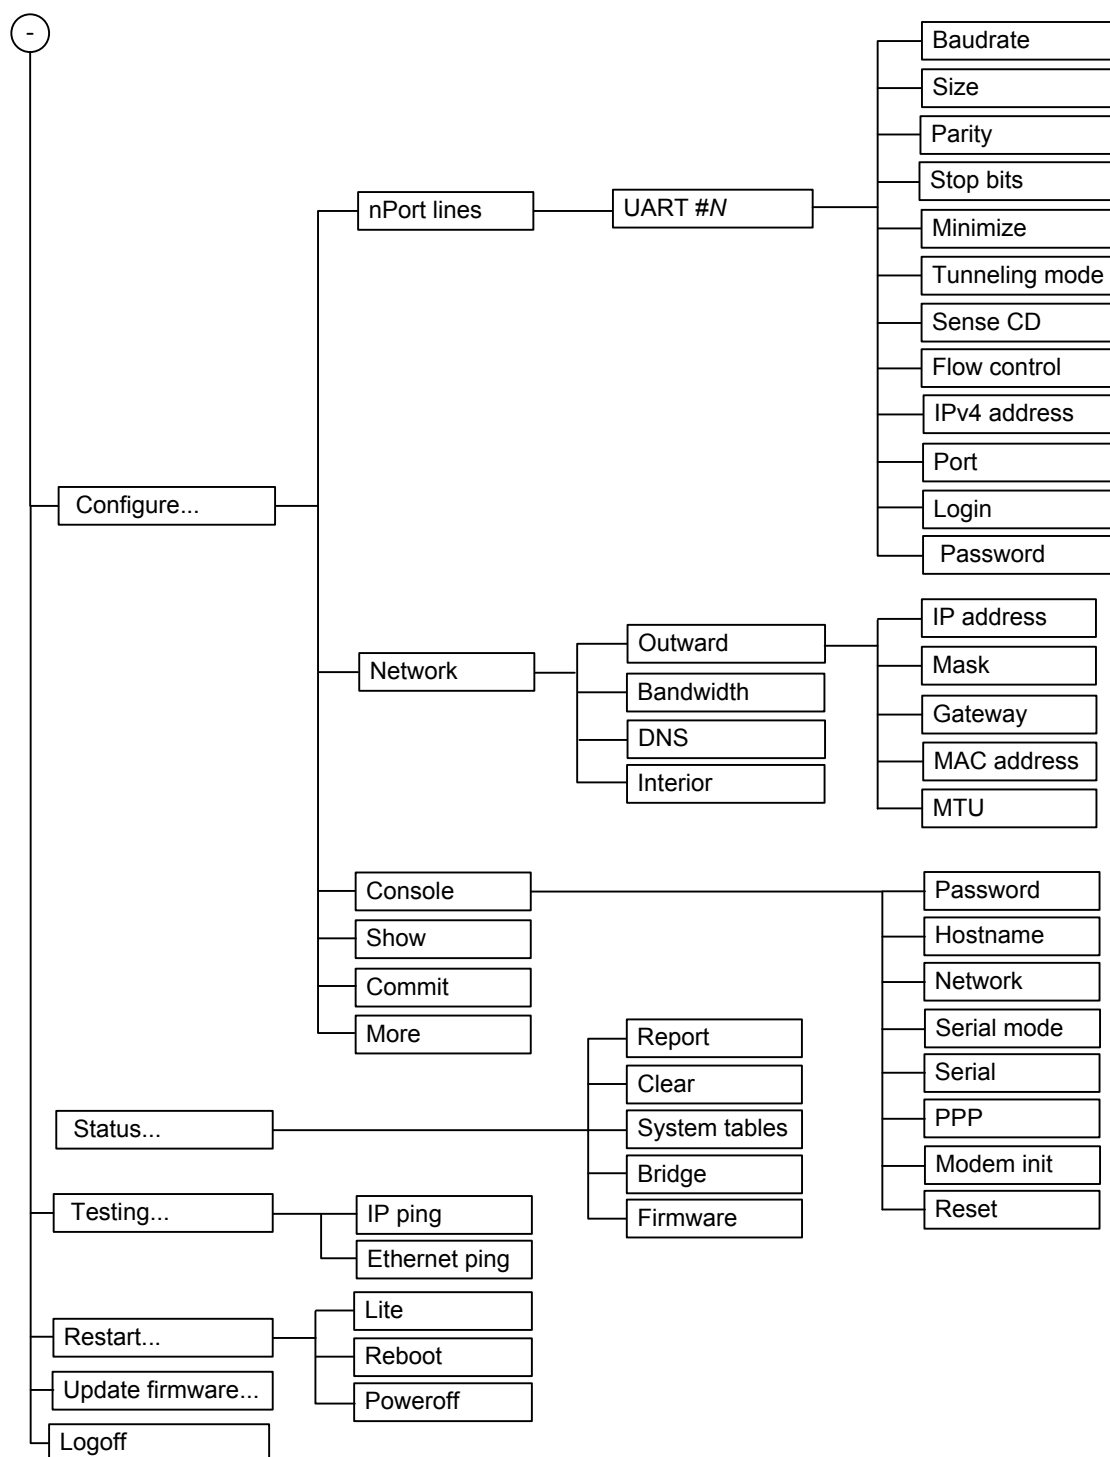 -
Configure...
nPort lines
UART #N
Baudrate
Size
Parity
Stop bits
Minimize
Tunneling mode
Sense CD
Flow control
IPv4 address
Port
Login
Password
Network
Outward
IP address
Mask
Gateway
MAC address
MTU
Bandwidth
DNS
Interior
Console
Password
Hostname
Network
Serial mode
Serial
PPP
Modem init
Reset
Show
Commit
More
Status...
Report
Clear
System tables
Bridge
Firmware
Testing...
IP ping
Ethernet ping
Restart...
Lite
Reboot
Poweroff
Update firmware...
Logoff